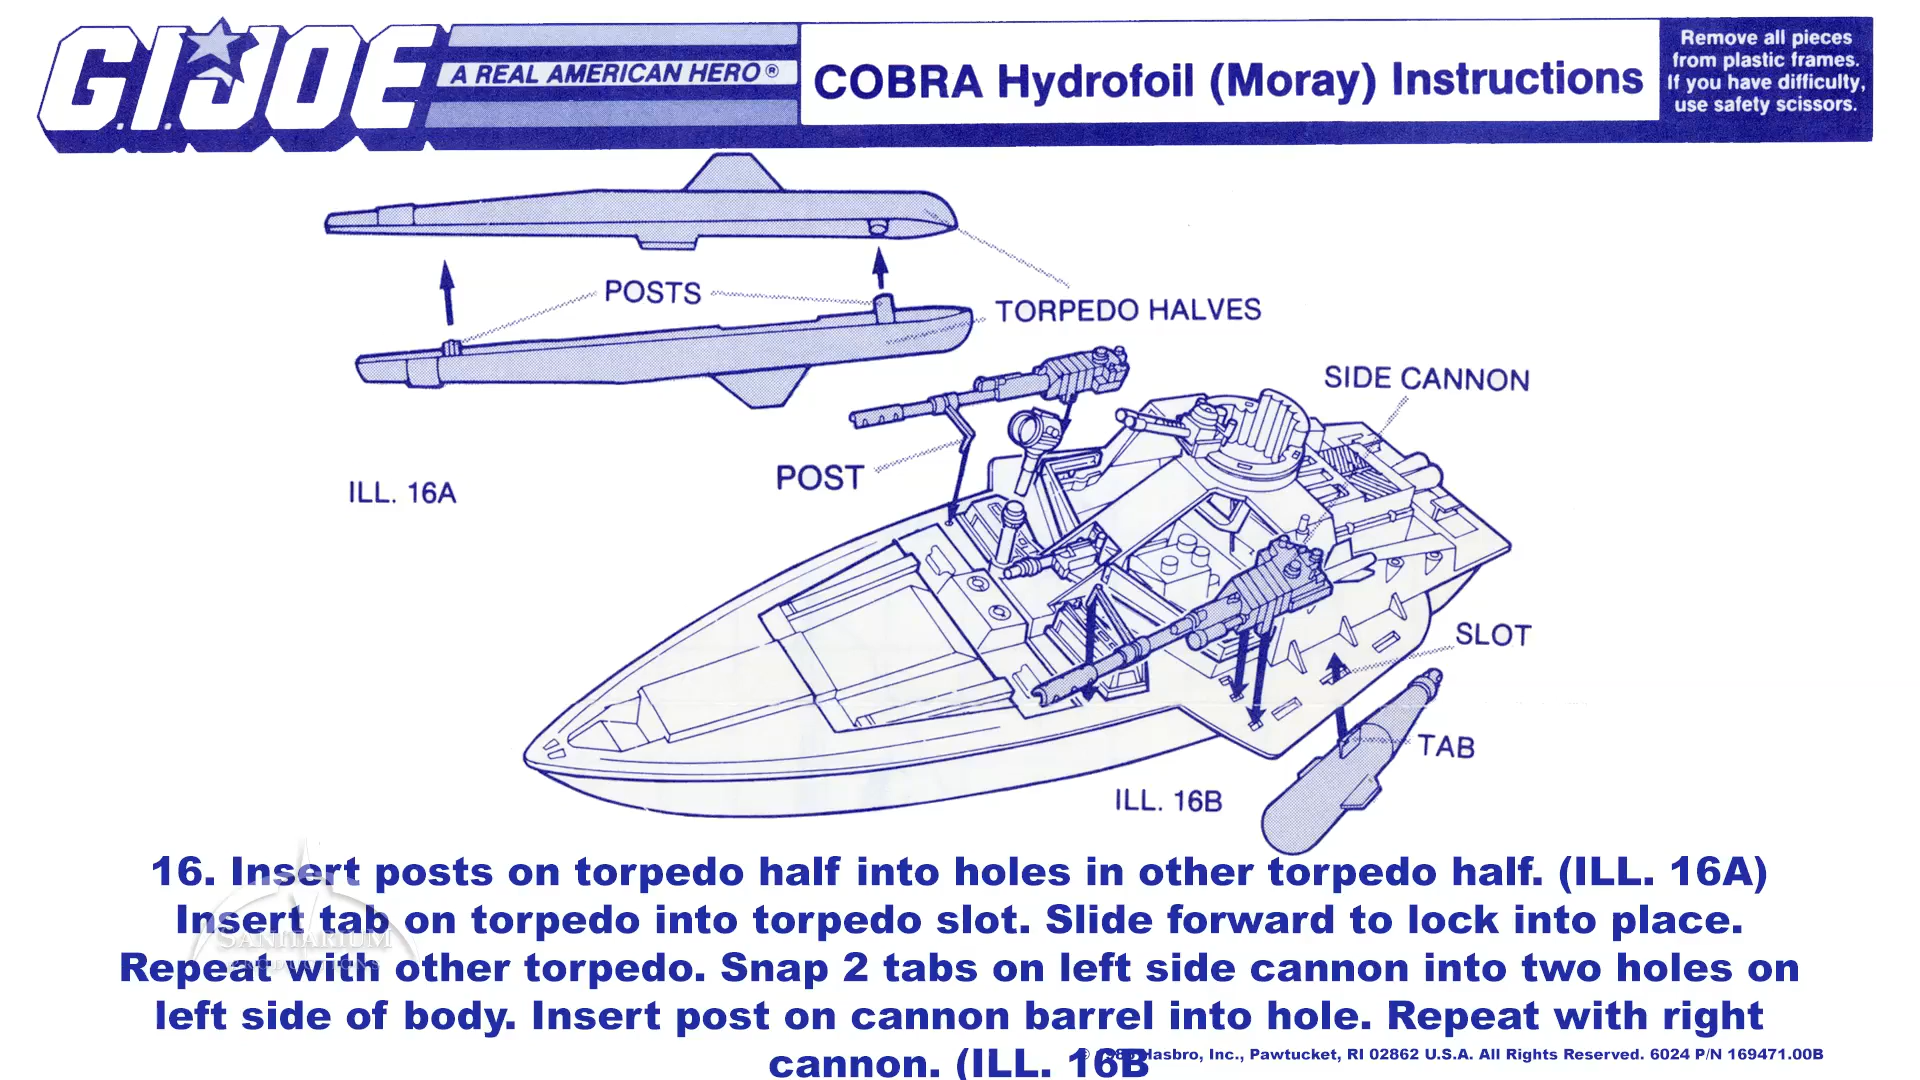 G.I. JOE
A REAL AMERICAN HERO®
COBRA Hydrofoil (Moray) Instructions
Remove all pieces
from plastic frames.
If you have difficulty,
use safety scissors.
POSTS
TORPEDO HALVES
SIDE CANNON
POST
ILL. 16A
SLOT
TAB
ILL. 16B
16. Insert posts on torpedo half into holes in other torpedo half. (ILL. 16A)
Insert tab on torpedo into torpedo slot. Slide forward to lock into place.
Repeat with other torpedo. Snap 2 tabs on left side cannon into two holes on
left side of body. Insert post on cannon barrel into hole. Repeat with right
cannon. (ILL. 16B
Hasbro, Inc., Pawtucket, RI 02862 U.S.A. All Rights Reserved. 6024 P/N 169471.00B
SANITARIUM
PRODUCTIONS